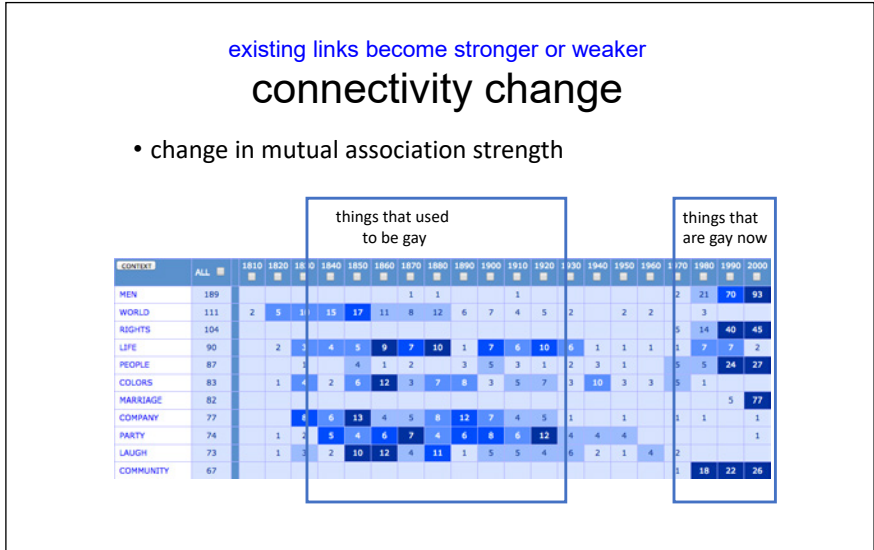 existing links become stronger or weaker
connectivity change
• change in mutual association strength
things that used
to be gay
things that
are gay now
CONTEXT ALL 1810 1820 1840 1850 1860 1870 1880 1890 1900 1910 1920 1940 1950 1960 1980 1990 2000
MEN 189 1 1 1 2 21 70 93
WORLD 111 2 5 15 17 11 8 12 6 7 4 5 2 2 2 3
RIGHTS 104 5 14 40 45
LIFE 90 2 4 5 9 7 10 1 7 6 10 6 1 1 1 1 7 7 2
PEOPLE 87 1 4 1 2 3 5 3 1 2 3 1 5 5 24 27
COLORS 83 1 4 2 6 12 3 7 8 3 5 7 3 10 3 3 5 1
MARRIAGE 82 5 77
COMPANY 77 6 13 4 5 8 12 7 4 5 1 1 1 1 1
PARTY 74 1 2 5 4 6 7 4 6 8 6 12 4 4 4 1
LAUGH 73 1 2 10 12 4 11 1 5 5 4 6 2 1 4 2
COMMUNITY 67 1 18 22 26